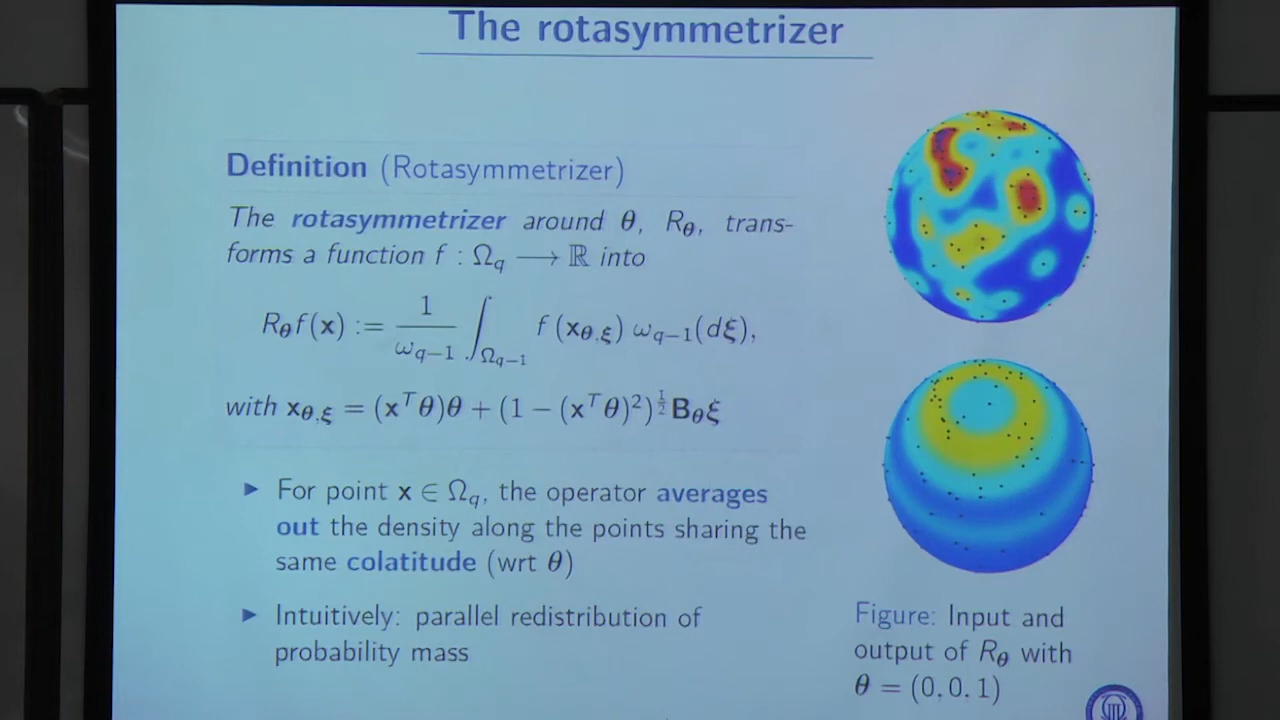 The rotasymmetrizer
Definition (Rotasymmetrizer)
The rotasymmetrizer around θ, R_θ, trans-
forms a function f : Ω_q ⟶ ℝ into
R_θ f(x) := 1/ω_{q−1} ∫_{Ω_{q−1}} f(x_{θ,ξ}) ω_{q−1}(dξ),
with x_{θ,ξ} = (x^T θ)θ + (1 − (x^T θ)^2)^{1/2} B_θ ξ
► For point x ∈ Ω_q, the operator averages
out the density along the points sharing the
same colatitude (wrt θ)
► Intuitively: parallel redistribution of
probability mass
Figure: Input and
output of R_θ with
θ = (0, 0, 1)